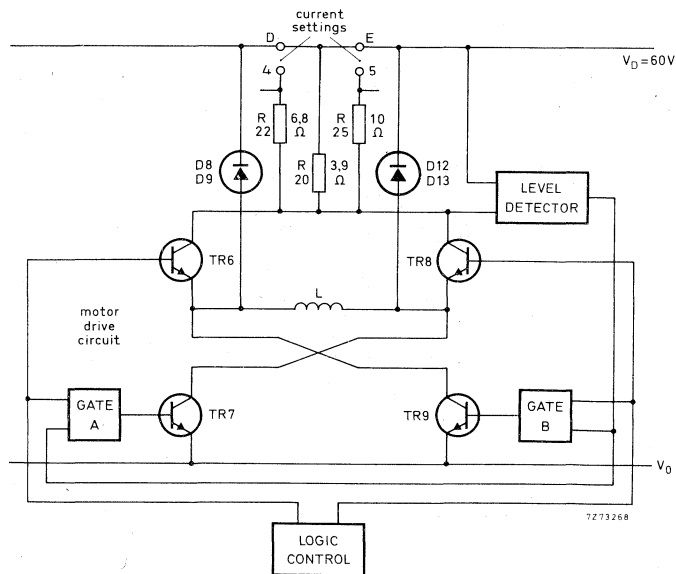 current
settings
D
E
V_D=60V
4
5
R
22
6,8
Ω
R
25
10
Ω
D8
D9
R
20
3,9
Ω
D12
D13
LEVEL
DETECTOR
TR6
TR8
L
motor
drive
circuit
GATE
A
TR7
TR9
GATE
B
V_0
7Z73268
LOGIC
CONTROL